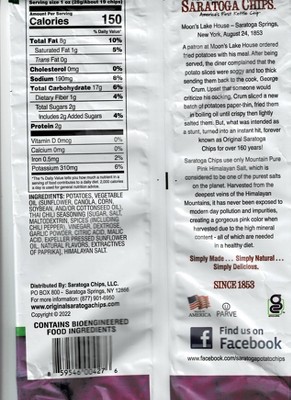 Serving size 1 oz (28g/About 19 chips)
Amount Per Serving
Calories 150
% Daily Value*
Total Fat 8g 10%
Saturated Fat 1g 5%
Trans Fat 0g
Cholesterol 0mg 0%
Sodium 190mg 8%
Total Carbohydrate 17g 6%
Dietary Fiber 1g 4%
Total Sugars 2g
Includes 2g Added Sugars 4%
Protein 2g
Vitamin D 0mcg 0%
Calcium 0mg 0%
Iron 0.5mg 2%
Potassium 310mg 6%
*The % Daily Value tells you how much a nutrient in a
serving of food contributes to a daily diet. 2,000 calories
a day is used for general nutrition advice.
INGREDIENTS: POTATOES, VEGETABLE
OIL (SUNFLOWER, CANOLA, CORN,
SOYBEAN, AND/OR COTTONSEED OIL),
THAI CHILI SEASONING (SUGAR, SALT,
MALTODEXTRIN, SPICES (INCLUDING
CHILI PEPPER), VINEGAR, DEXTROSE,
GARLIC POWDER, CITRIC ACID, MALIC
ACID, EXPELLER PRESSED SUNFLOWER
OIL, NATURAL FLAVORS, EXTRACTIVES
OF PAPRIKA), HIMALAYAN SALT.
Distributed By: Saratoga Chips, LLC.
PO BOX 800 - Saratoga Springs, NY 12866
For more information: (877) 901-6950
www.originalsaratogachips.com
Copyright © 2022
CONTAINS BIOENGINEERED
FOOD INGREDIENTS
8 59546 00427 6
SARATOGA CHIPS
America's First Kettle Chip
Moon's Lake House – Saratoga Springs,
New York, August 24, 1853
A patron at Moon's Lake House ordered
fried potatoes with his meal. After being
served, the diner complained that the
potato slices were soggy and too thick
sending them back to the cook, George
Crum. Upset that someone would
criticize his cooking, Crum sliced a new
batch of potatoes paper-thin, fried them
in boiling oil until crispy then lightly
salted them. But, what was intended as
a stunt, turned into an instant hit, forever
known as Original Saratoga
Chips for over 160 years!
Saratoga Chips use only Mountain Pure
Pink Himalayan Salt, which is
considered to be one of the purest salts
on the planet. Harvested from the
deepest veins of the Himalayan
Mountains, it has never been exposed to
modern day pollution and impurities,
creating a gorgeous pink color when
harvested due to the high mineral
content - all of which are needed
in a healthy diet.
Simply Made . . . Simply Natural . . .
Simply Delicious.
SINCE 1853
AMERICA
PARVE
Find us on
Facebook
www.facebook.com/saratogapotatochips